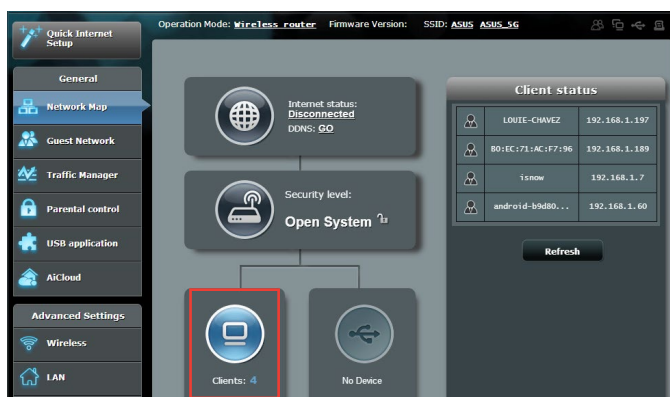 Quick Internet
Setup
Operation Mode: Wireless router Firmware Version: SSID: ASUS ASUS_5G
General
Network Map
Guest Network
Traffic Manager
Parental control
USB application
AiCloud
Advanced Settings
Wireless
LAN
Internet status:
Disconnected
DDNS: GO
Security level:
Open System
Clients: 4
No Device
Client status
LOUIE-CHAVEZ 192.168.1.197
80:EC:71:AC:F7:96 192.168.1.189
isnow 192.168.1.7
android-b9d80... 192.168.1.60
Refresh